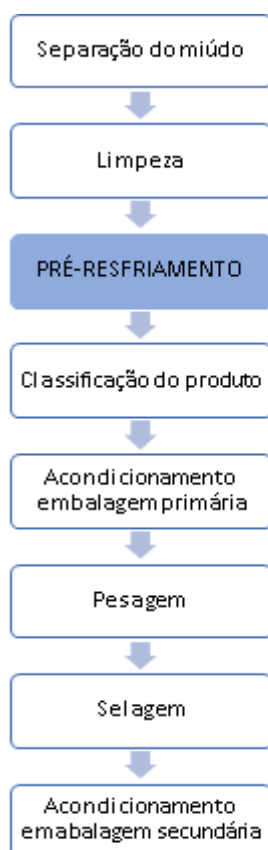 Separação do miúdo
Limpeza
PRÉ-RESFRIAMENTO
Classificação do produto
Acondicionamento
embalagem primária
Pesagem
Selagem
Acondicionamento
emabalagem secundária